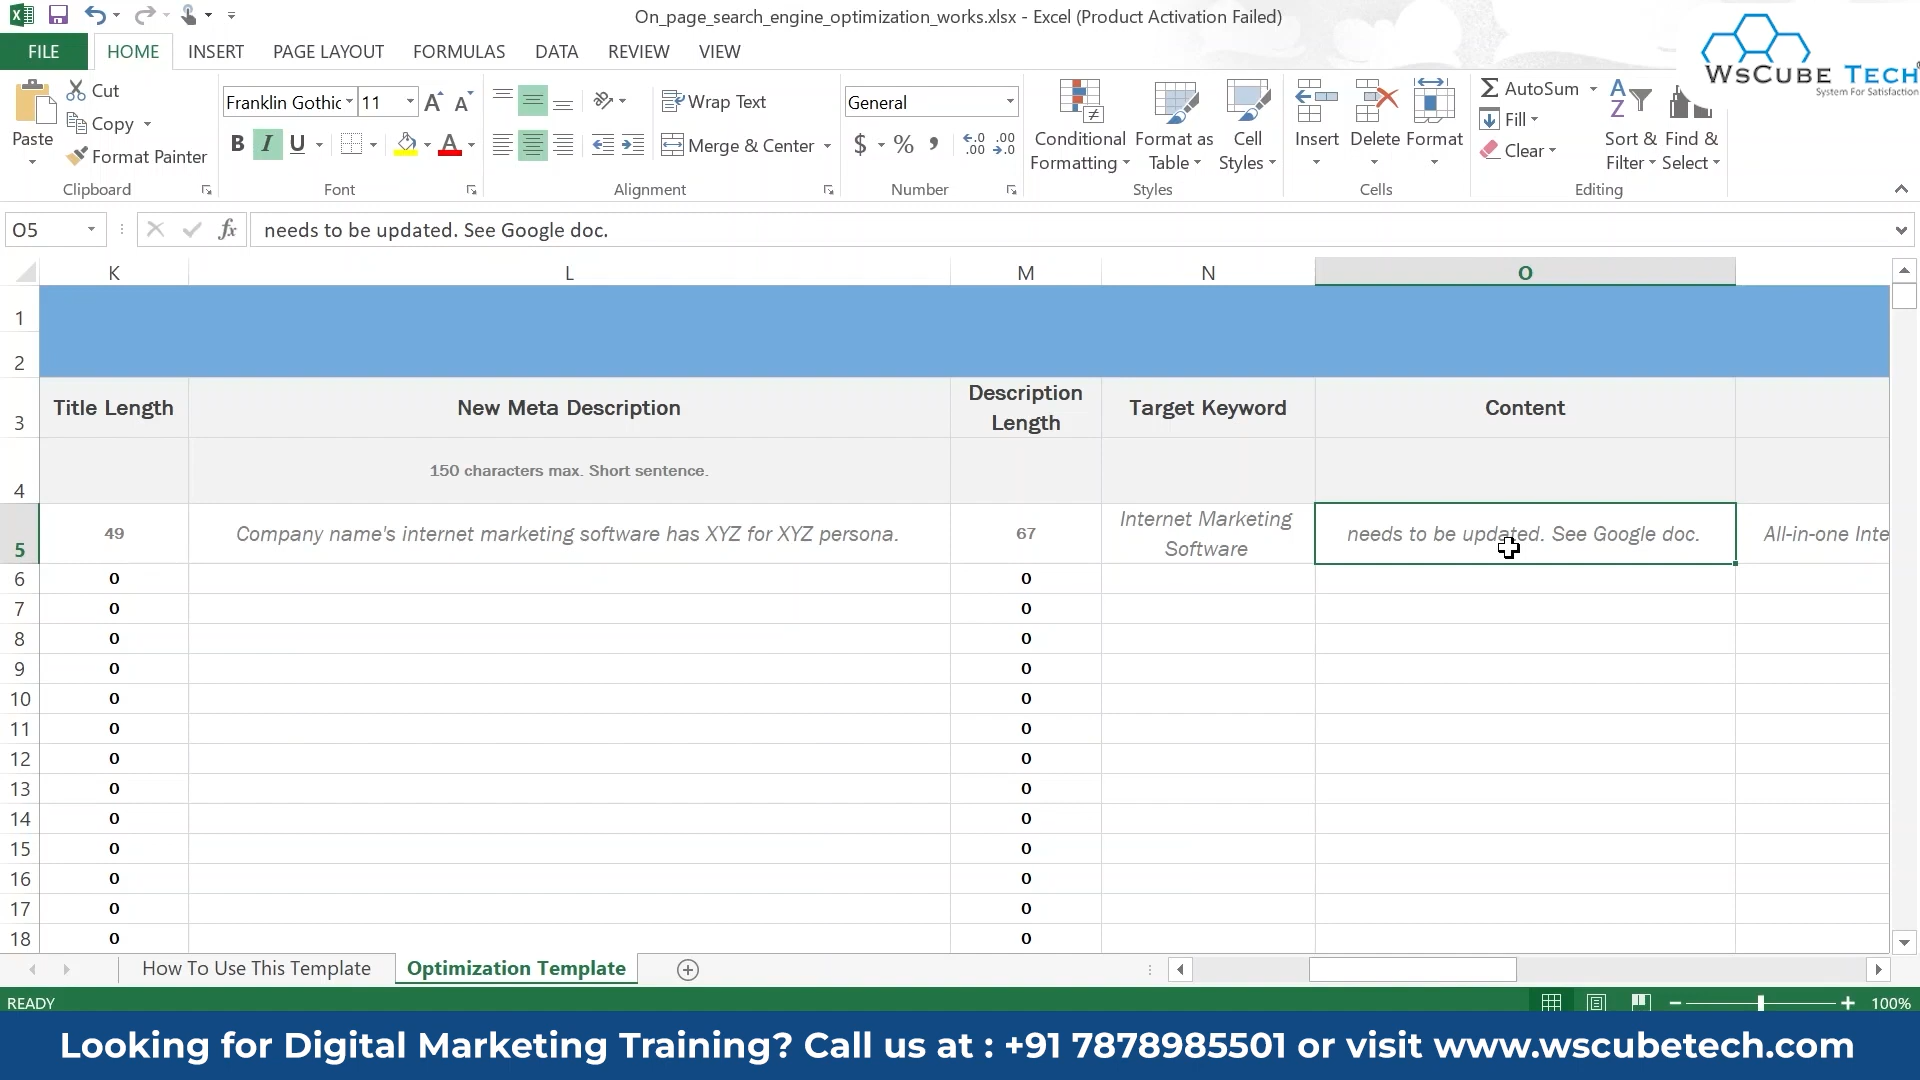 On_page_search_engine_optimization_works.xlsx - Excel (Product Activation Failed)
FILE HOME INSERT PAGE LAYOUT FORMULAS DATA REVIEW VIEW
WsCube Tech
System For Satisfaction
Paste
Cut
Copy
Format Painter
Clipboard
Franklin Gothic 11
B I U
Font
Wrap Text
Merge & Center
Alignment
General
$ % ,
Number
Conditional Formatting
Format as Table
Cell Styles
Styles
Insert
Delete
Format
Cells
AutoSum
Fill
Clear
Sort & Filter
Find & Select
Editing
O5 fx needs to be updated. See Google doc.
K L M N O
1
2
3 Title Length New Meta Description Description Length Target Keyword Content
4 150 characters max. Short sentence.
5 49 Company name's internet marketing software has XYZ for XYZ persona. 67 Internet Marketing Software needs to be updated. See Google doc. All-in-one Inte
6 0 0
7 0 0
8 0 0
9 0 0
10 0 0
11 0 0
12 0 0
13 0 0
14 0 0
15 0 0
16 0 0
17 0 0
18 0 0
How To Use This Template Optimization Template
READY 100%
Looking for Digital Marketing Training? Call us at : +91 7878985501 or visit www.wscubetech.com